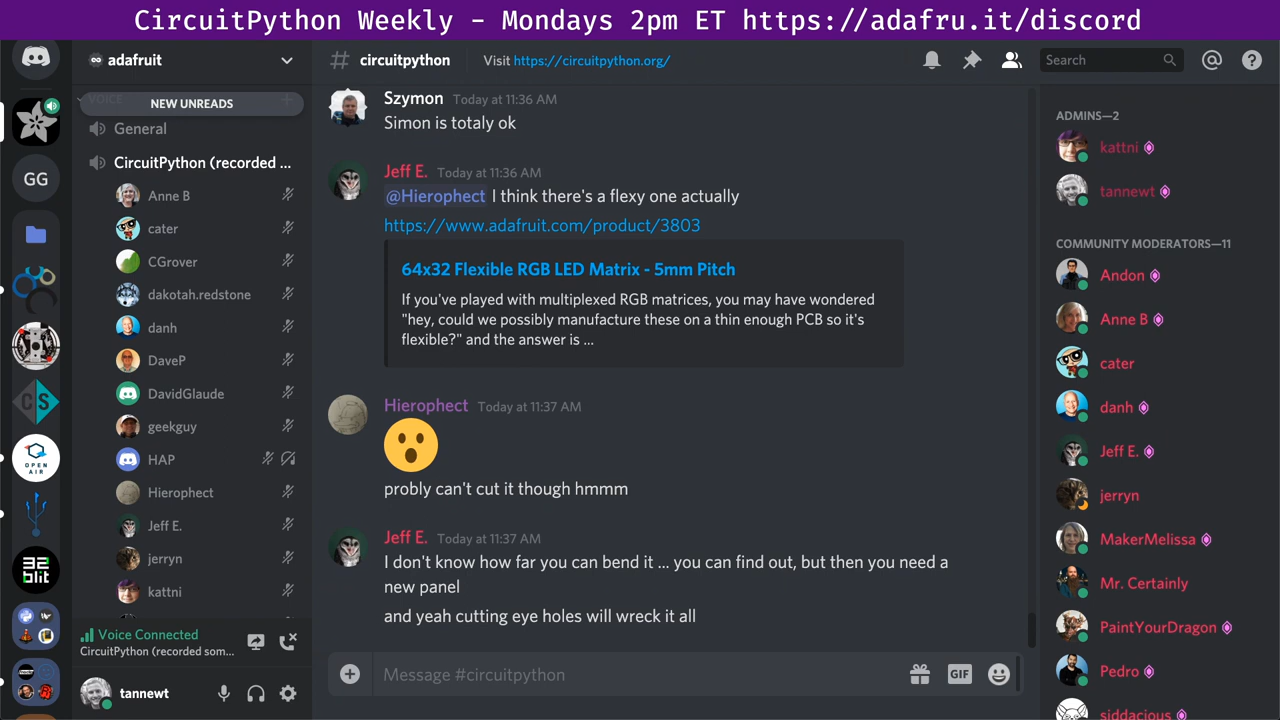 CircuitPython Weekly - Mondays 2pm ET https://adafru.it/discord
adafruit
# circuitpython
Visit https://circuitpython.org/
Search
VOICE
NEW UNREADS
General
CircuitPython (recorded ...
Anne B
cater
CGrover
dakotah.redstone
danh
DaveP
DavidGlaude
geekguy
HAP
Hierophect
Jeff E.
jerryn
kattni
Voice Connected
CircuitPython (recorded som...
tannewt
GG
CS
OPEN
AIR
32
blit
Szymon Today at 11:36 AM
Simon is totaly ok
Jeff E. Today at 11:36 AM
@Hierophect I think there's a flexy one actually
https://www.adafruit.com/product/3803
64x32 Flexible RGB LED Matrix - 5mm Pitch
If you've played with multiplexed RGB matrices, you may have wondered
"hey, could we possibly manufacture these on a thin enough PCB so it's
flexible?" and the answer is ...
Hierophect Today at 11:37 AM
probly can't cut it though hmmm
Jeff E. Today at 11:37 AM
I don't know how far you can bend it ... you can find out, but then you need a
new panel
and yeah cutting eye holes will wreck it all
Message #circuitpython
GIF
ADMINS—2
kattni
tannewt
COMMUNITY MODERATORS—11
Andon
Anne B
cater
danh
Jeff E.
jerryn
MakerMelissa
Mr. Certainly
PaintYourDragon
Pedro
siddacious